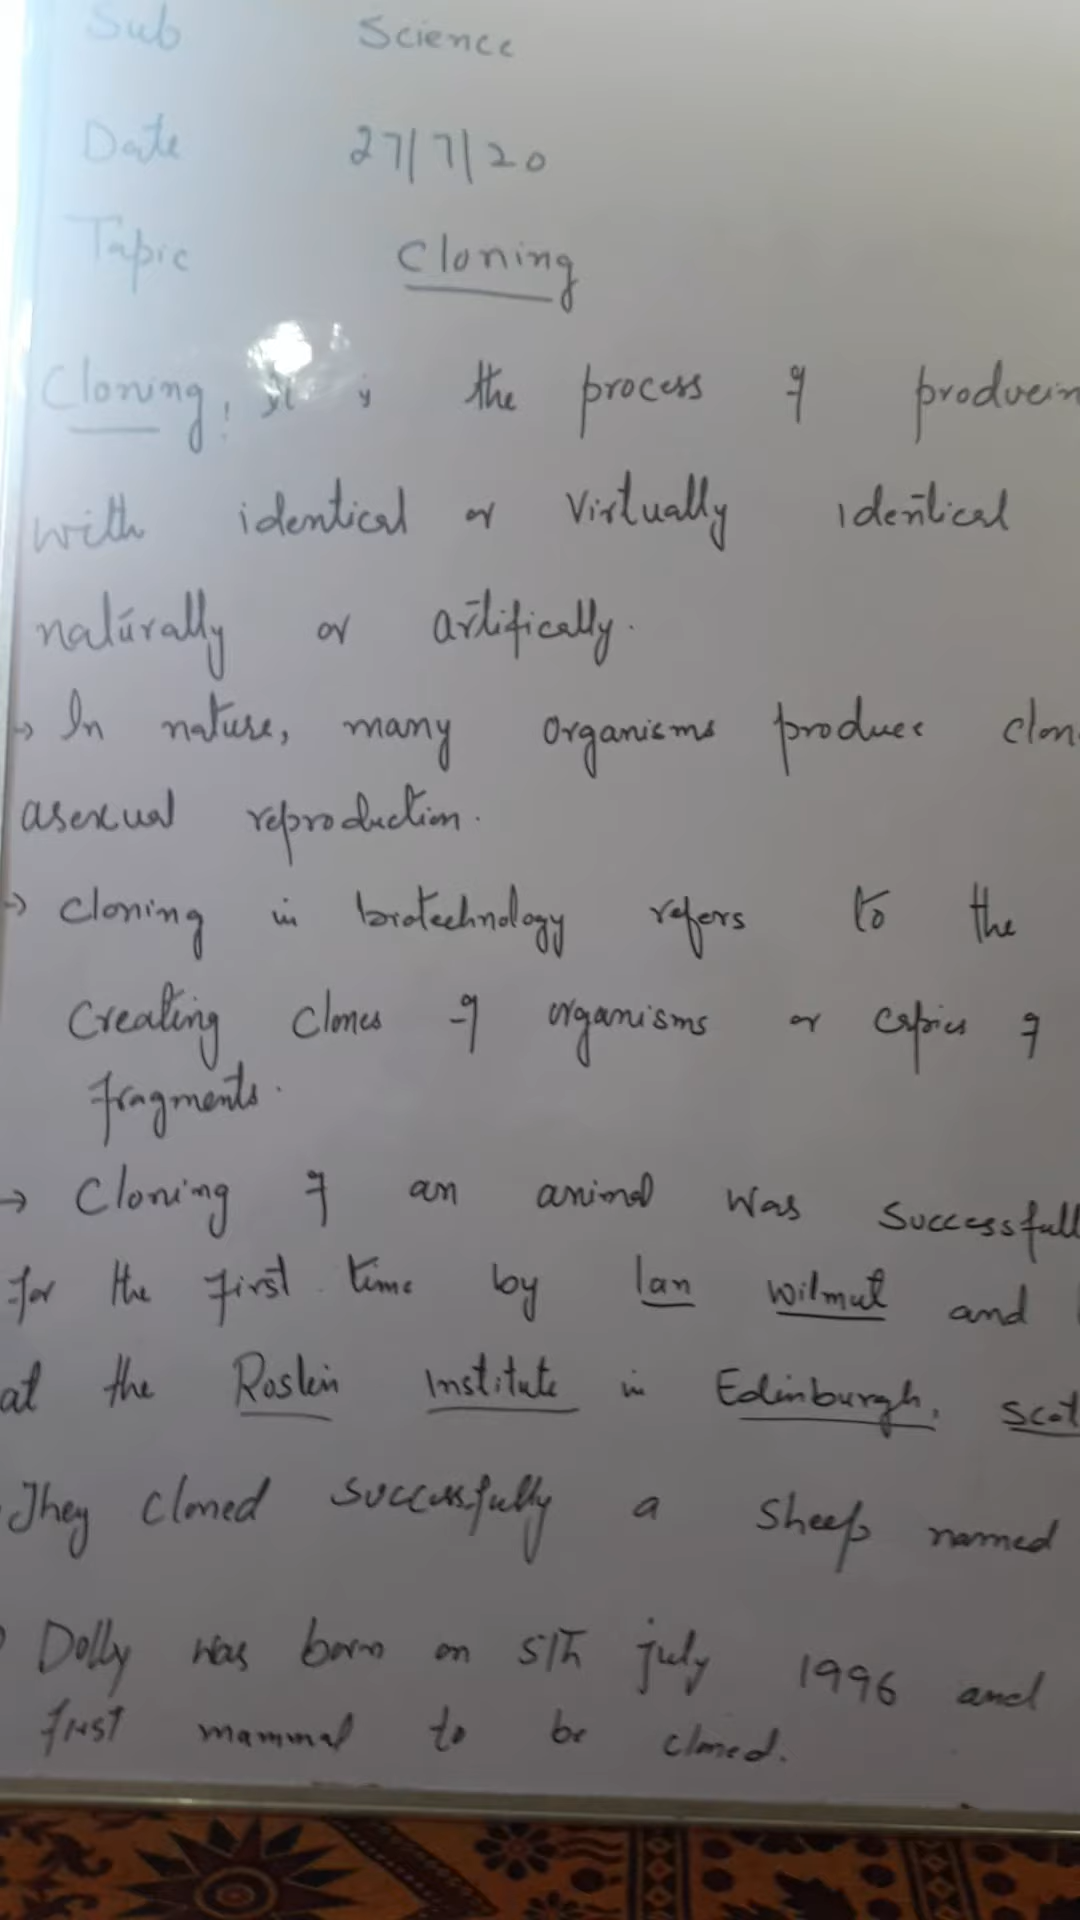 Sub Science
Date 27/7/20
Topic Cloning
Cloning: It is the process of producin
with identical or Virtually identical
naturally or artifically.
→ In nature, many organisms produce clon
asexual reproduction.
→ Cloning in biotechnology refers to the
Creating clones of organisms or copies of
fragments.
→ Cloning of an animal was successfull
for the first time by Ian wilmut and
at the Roslin Institute in Edinburgh, Scot
They cloned successfully a sheep named
Dolly was born on 5th july 1996 and
first mammal to be cloned.